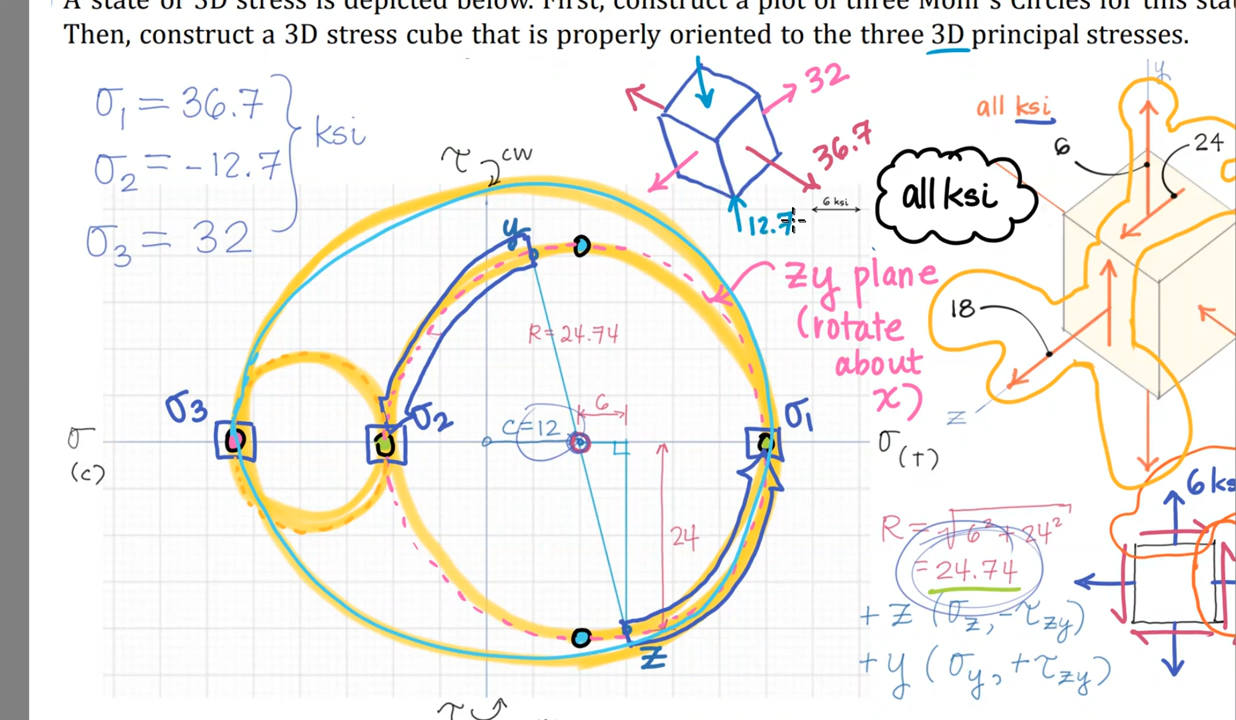 A state of 3D stress is depicted below. First, construct a plot of three Mohr's Circles for this
Then, construct a 3D stress cube that is properly oriented to the three 3D principal stresses.
σ1 = 36.7
σ2 = -12.7
σ3 = 32
ksi
32
36.7
12.7
6 ksi
all ksi
all ksi
y
6
24
18
z
τ CW
y
R= 24.74
zy plane
(rotate
about
x)
σ3
σ2
C=12
6
σ1
σ
(c)
σ
(T)
24
z
R = √6² + 24²
= 24.74
+ z (σz, -τzy)
+ y (σy, +τzy)
τ